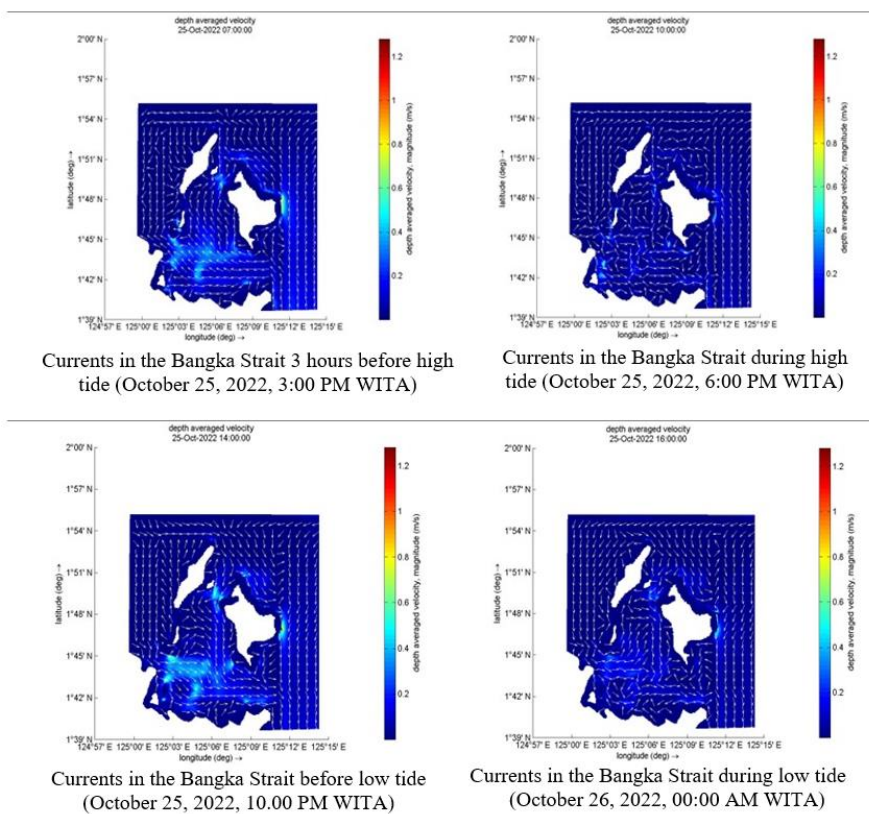 depth averaged velocity
25-Oct-2022 07:00:00
2°00' N
1°57' N
1°54' N
1°51' N
1°48' N
1°45' N
1°42' N
1°39' N
latitude (deg) →
124°57' E 125°00' E 125°03' E 125°06' E 125°09' E 125°12' E 125°15' E
longitude (deg) →
1.2
1
0.8
0.6
0.4
0.2
depth averaged velocity, magnitude (m/s)
Currents in the Bangka Strait 3 hours before high
tide (October 25, 2022, 3:00 PM WITA)
depth averaged velocity
25-Oct-2022 10:00:00
2°00' N
1°57' N
1°54' N
1°51' N
1°48' N
1°45' N
1°42' N
1°39' N
latitude (deg) →
124°57' E 125°00' E 125°03' E 125°06' E 125°09' E 125°12' E 125°15' E
longitude (deg) →
1.2
1
0.8
0.6
0.4
0.2
depth averaged velocity, magnitude (m/s)
Currents in the Bangka Strait during high
tide (October 25, 2022, 6:00 PM WITA)
depth averaged velocity
25-Oct-2022 14:00:00
2°00' N
1°57' N
1°54' N
1°51' N
1°48' N
1°45' N
1°42' N
1°39' N
latitude (deg) →
124°57' E 125°00' E 125°03' E 125°06' E 125°09' E 125°12' E 125°15' E
longitude (deg) →
1.2
1
0.8
0.6
0.4
0.2
depth averaged velocity, magnitude (m/s)
Currents in the Bangka Strait before low tide
(October 25, 2022, 10.00 PM WITA)
depth averaged velocity
25-Oct-2022 16:00:00
2°00' N
1°57' N
1°54' N
1°51' N
1°48' N
1°45' N
1°42' N
1°39' N
latitude (deg) →
124°57' E 125°00' E 125°03' E 125°06' E 125°09' E 125°12' E 125°15' E
longitude (deg) →
1.2
1
0.8
0.6
0.4
0.2
depth averaged velocity, magnitude (m/s)
Currents in the Bangka Strait during low tide
(October 26, 2022, 00:00 AM WITA)